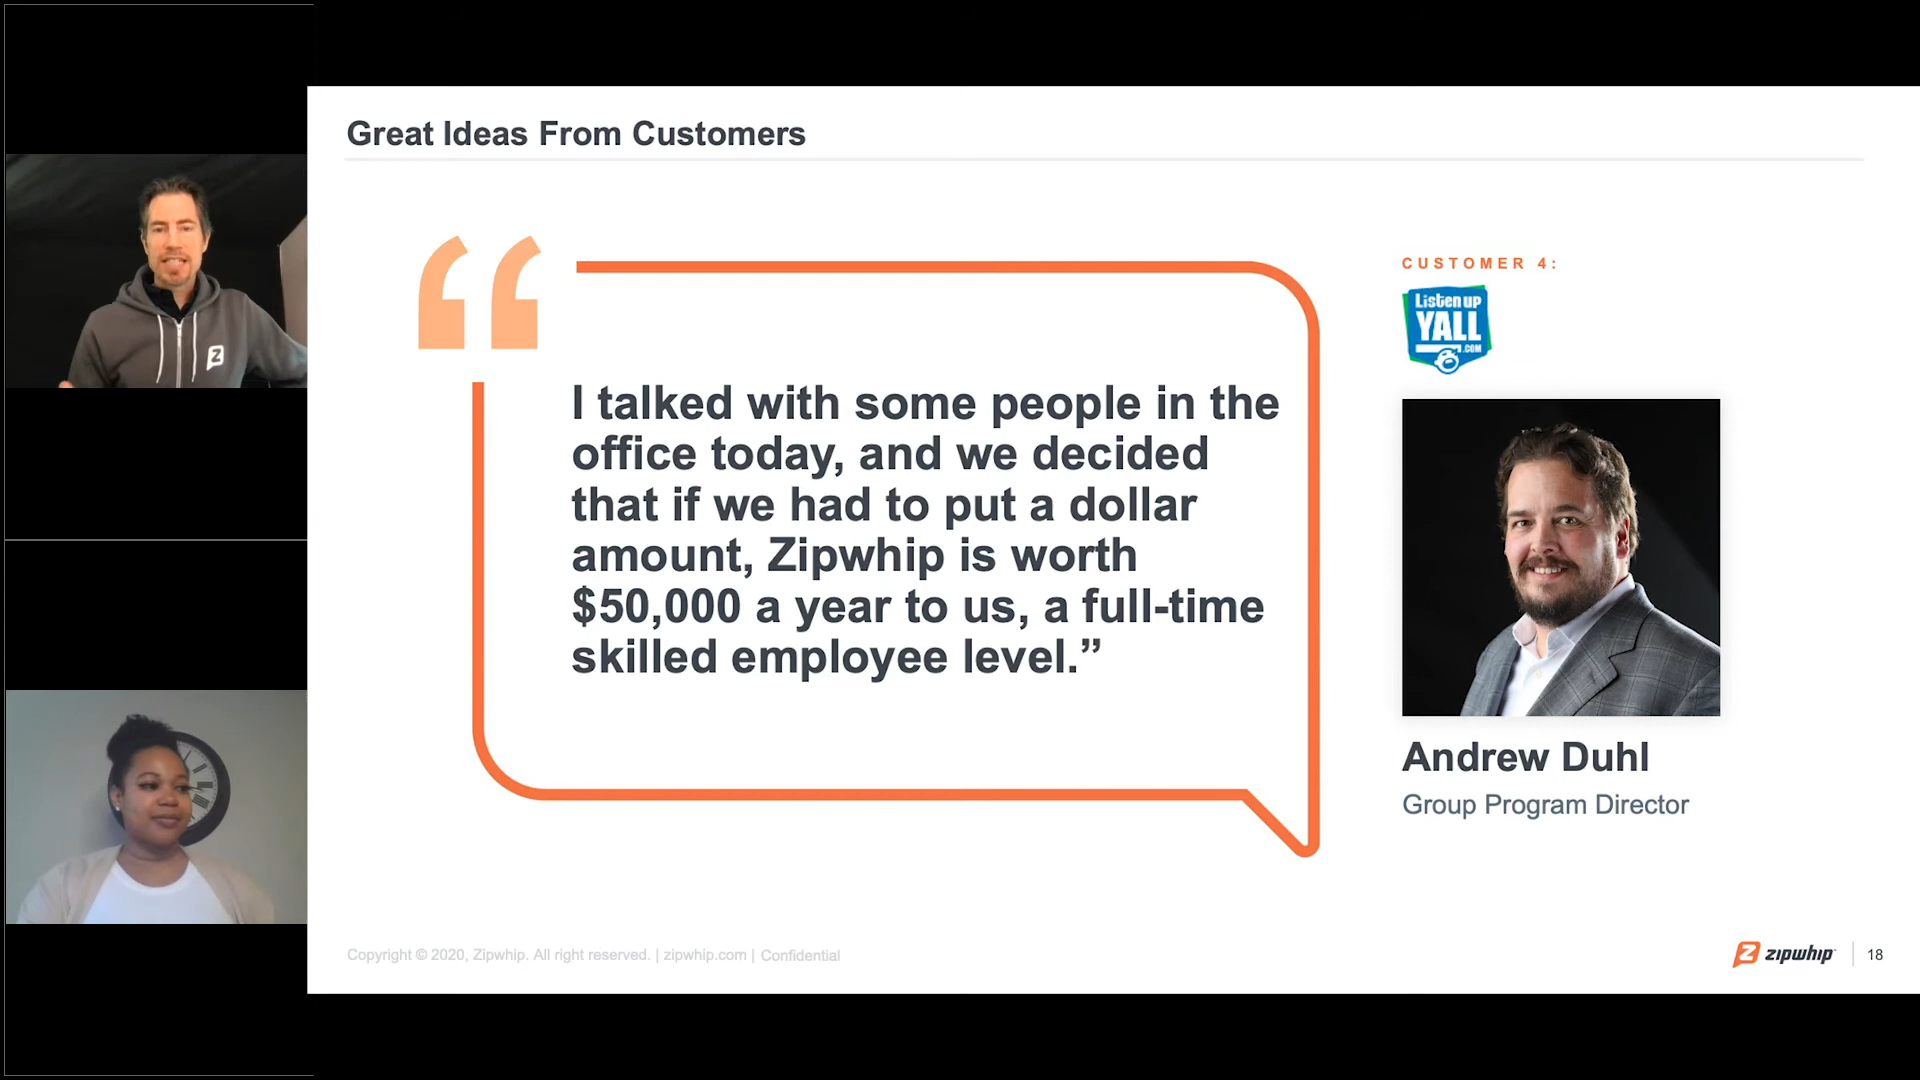 Great Ideas From Customers
“
I talked with some people in the
office today, and we decided
that if we had to put a dollar
amount, Zipwhip is worth
$50,000 a year to us, a full-time
skilled employee level.”
CUSTOMER 4:
Listen up
YALL
.COM
Andrew Duhl
Group Program Director
Copyright © 2020, Zipwhip. All right reserved. | zipwhip.com | Confidential
zipwhip
18